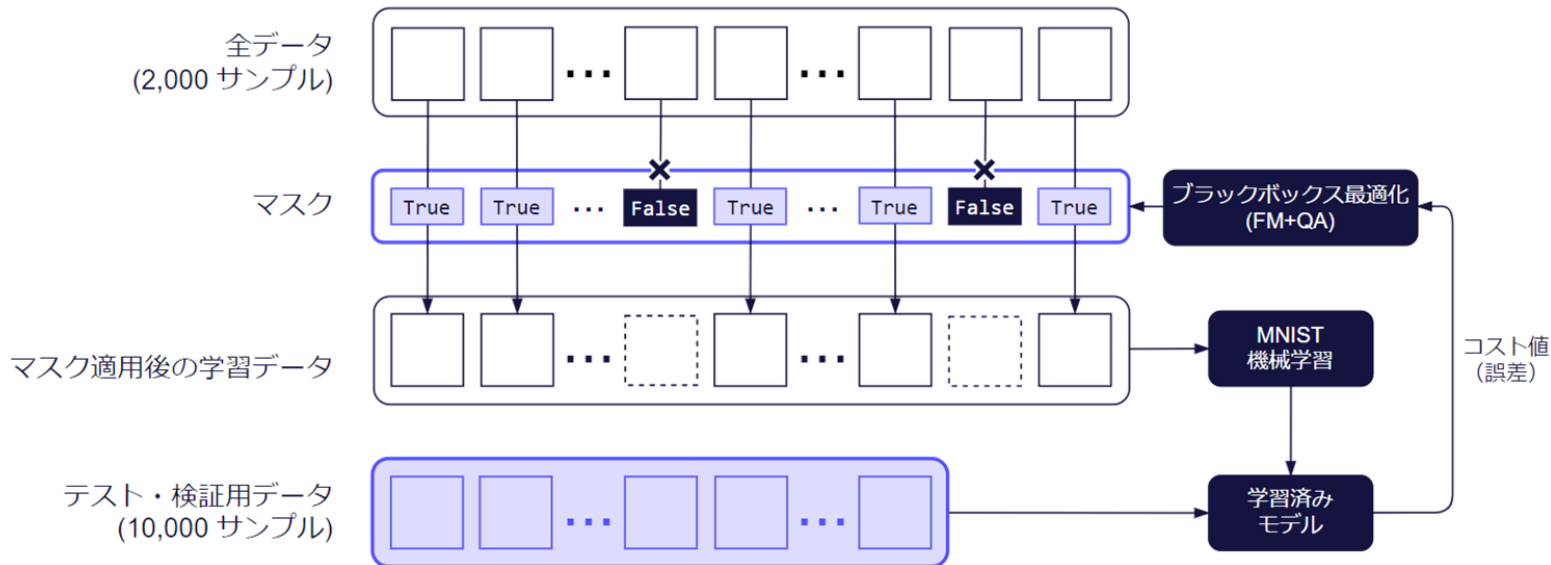 全データ
(2,000 サンプル)
... ...
マスク
True True ... False True ... True False True
ブラックボックス最適化
(FM+QA)
マスク適用後の学習データ
... ...
MNIST
機械学習
コスト値
(誤差)
テスト・検証用データ
(10,000 サンプル)
... ...
学習済み
モデル